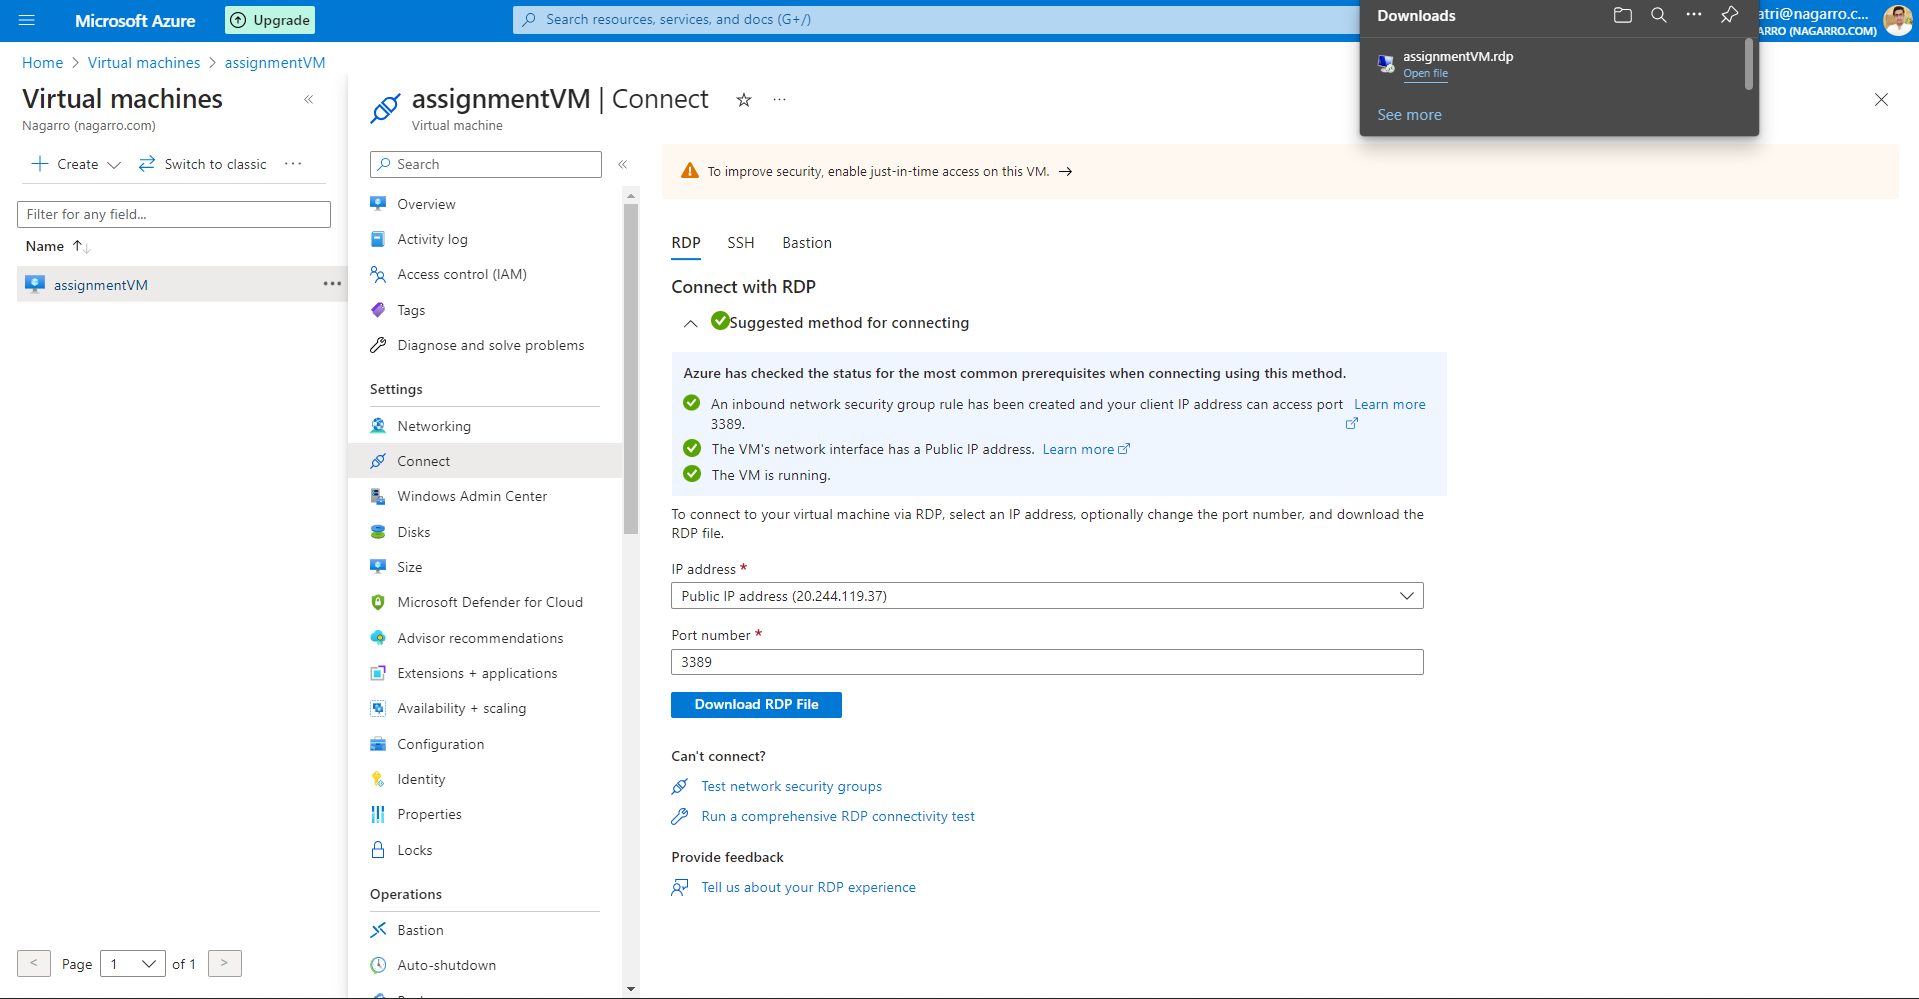 Microsoft Azure
Upgrade
Search resources, services, and docs (G+/)
Downloads
assignmentVM.rdp
Open file
See more
atri@nagarro.c...
ARRO (NAGARRO.COM)
Home > Virtual machines > assignmentVM
Virtual machines
Nagarro (nagarro.com)
Create
Switch to classic
Filter for any field...
Name
assignmentVM
< Page 1 of 1 >
assignmentVM | Connect
Virtual machine
Search
Overview
Activity log
Access control (IAM)
Tags
Diagnose and solve problems
Settings
Networking
Connect
Windows Admin Center
Disks
Size
Microsoft Defender for Cloud
Advisor recommendations
Extensions + applications
Availability + scaling
Configuration
Identity
Properties
Locks
Operations
Bastion
Auto-shutdown
To improve security, enable just-in-time access on this VM. →
RDP SSH Bastion
Connect with RDP
Suggested method for connecting
Azure has checked the status for the most common prerequisites when connecting using this method.
An inbound network security group rule has been created and your client IP address can access port Learn more
3389.
The VM's network interface has a Public IP address. Learn more
The VM is running.
To connect to your virtual machine via RDP, select an IP address, optionally change the port number, and download the
RDP file.
IP address *
Public IP address (20.244.119.37)
Port number *
3389
Download RDP File
Can't connect?
Test network security groups
Run a comprehensive RDP connectivity test
Provide feedback
Tell us about your RDP experience